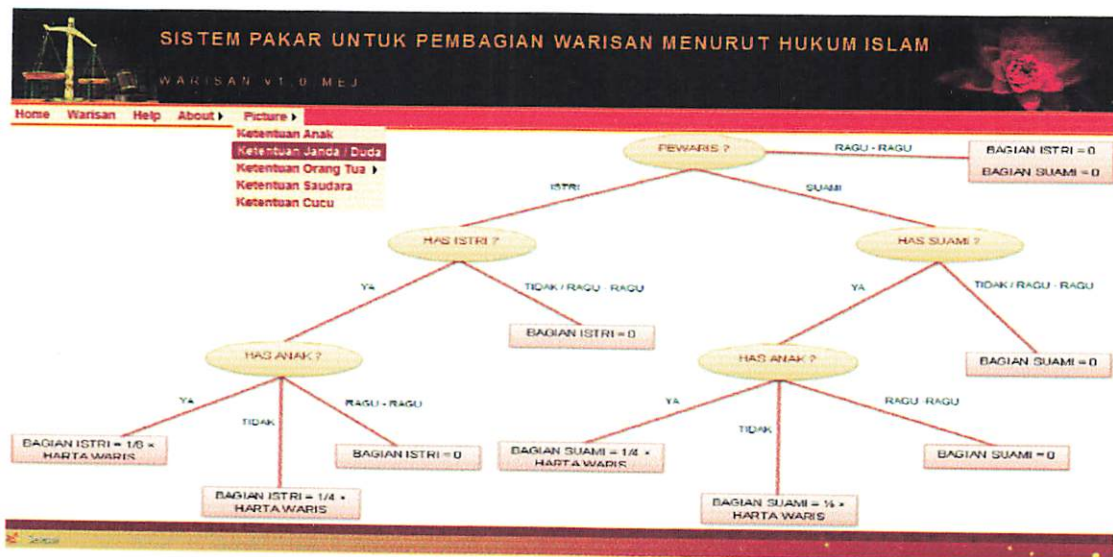 SISTEM PAKAR UNTUK PEMBAGIAN WARISAN MENURUT HUKUM ISLAM
WARISAN V1.0 MEJ
Home Warisan Help About Picture
Ketentuan Anak
Ketentuan Janda / Duda
Ketentuan Orang Tua
Ketentuan Saudara
Ketentuan Cucu
PEWARIS ?
RAGU - RAGU
BAGIAN ISTRI = 0
BAGIAN SUAMI = 0
ISTRI
SUAMI
HAS ISTRI ?
HAS SUAMI ?
YA
TIDAK / RAGU - RAGU
YA
TIDAK / RAGU - RAGU
BAGIAN ISTRI = 0
BAGIAN SUAMI = 0
HAS ANAK ?
HAS ANAK ?
YA
TIDAK
RAGU - RAGU
YA
TIDAK
RAGU -RAGU
BAGIAN ISTRI = 1/8 ×
HARTA WARIS
BAGIAN ISTRI = 0
BAGIAN SUAMI = 1/4 ×
HARTA WARIS
BAGIAN SUAMI = 0
BAGIAN ISTRI = 1/4 ×
HARTA WARIS
BAGIAN SUAMI = ½ ×
HARTA WARIS